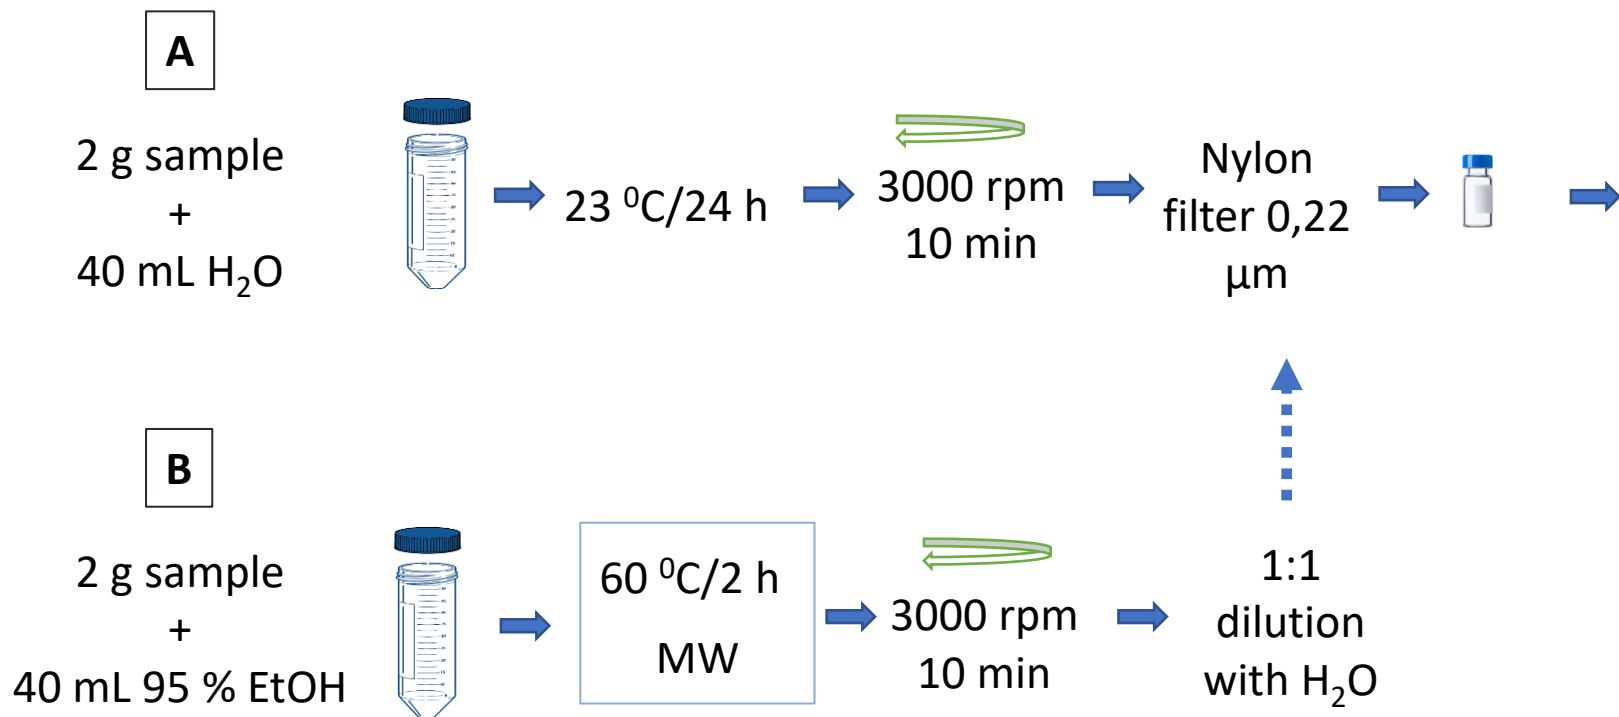 A
2 g sample
+
40 mL H₂O
23 ⁰C/24 h
3000 rpm
10 min
Nylon
filter 0,22
µm
B
2 g sample
+
40 mL 95 % EtOH
60 ⁰C/2 h
MW
3000 rpm
10 min
1:1
dilution
with H₂O